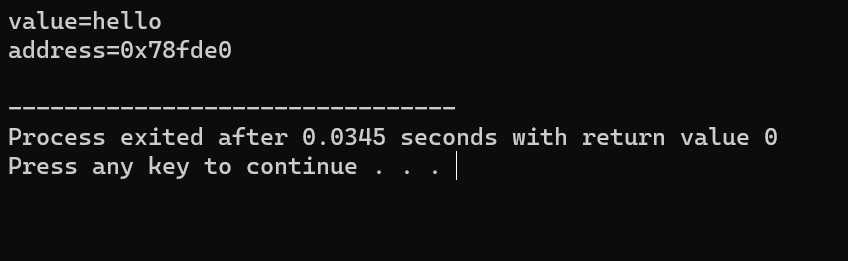 value=hello
address=0x78fde0
--------------------------------
Process exited after 0.0345 seconds with return value 0
Press any key to continue . . .